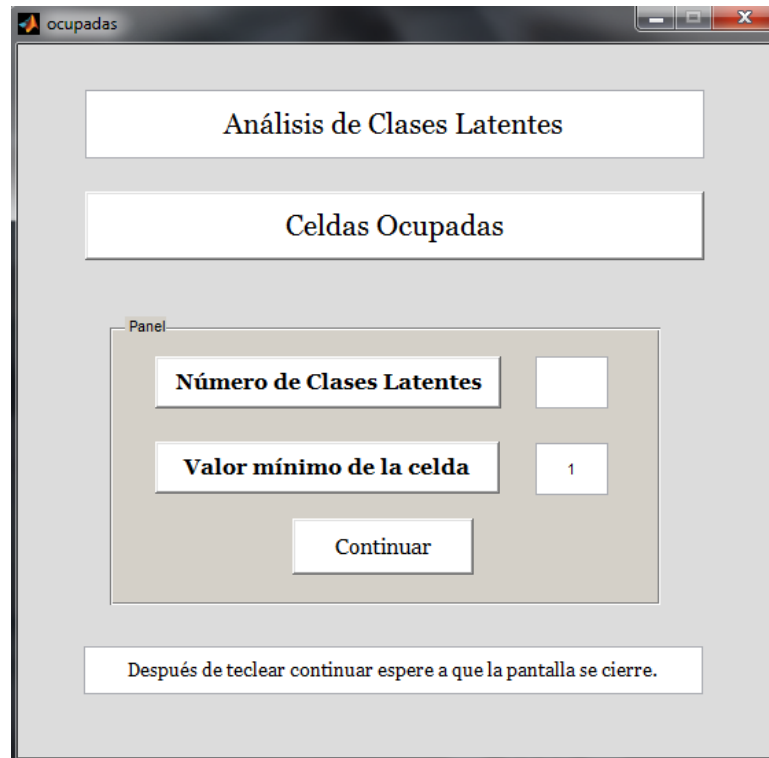 ocupadas
Análisis de Clases Latentes
Celdas Ocupadas
Panel
Número de Clases Latentes
Valor mínimo de la celda
1
Continuar
Después de teclear continuar espere a que la pantalla se cierre.